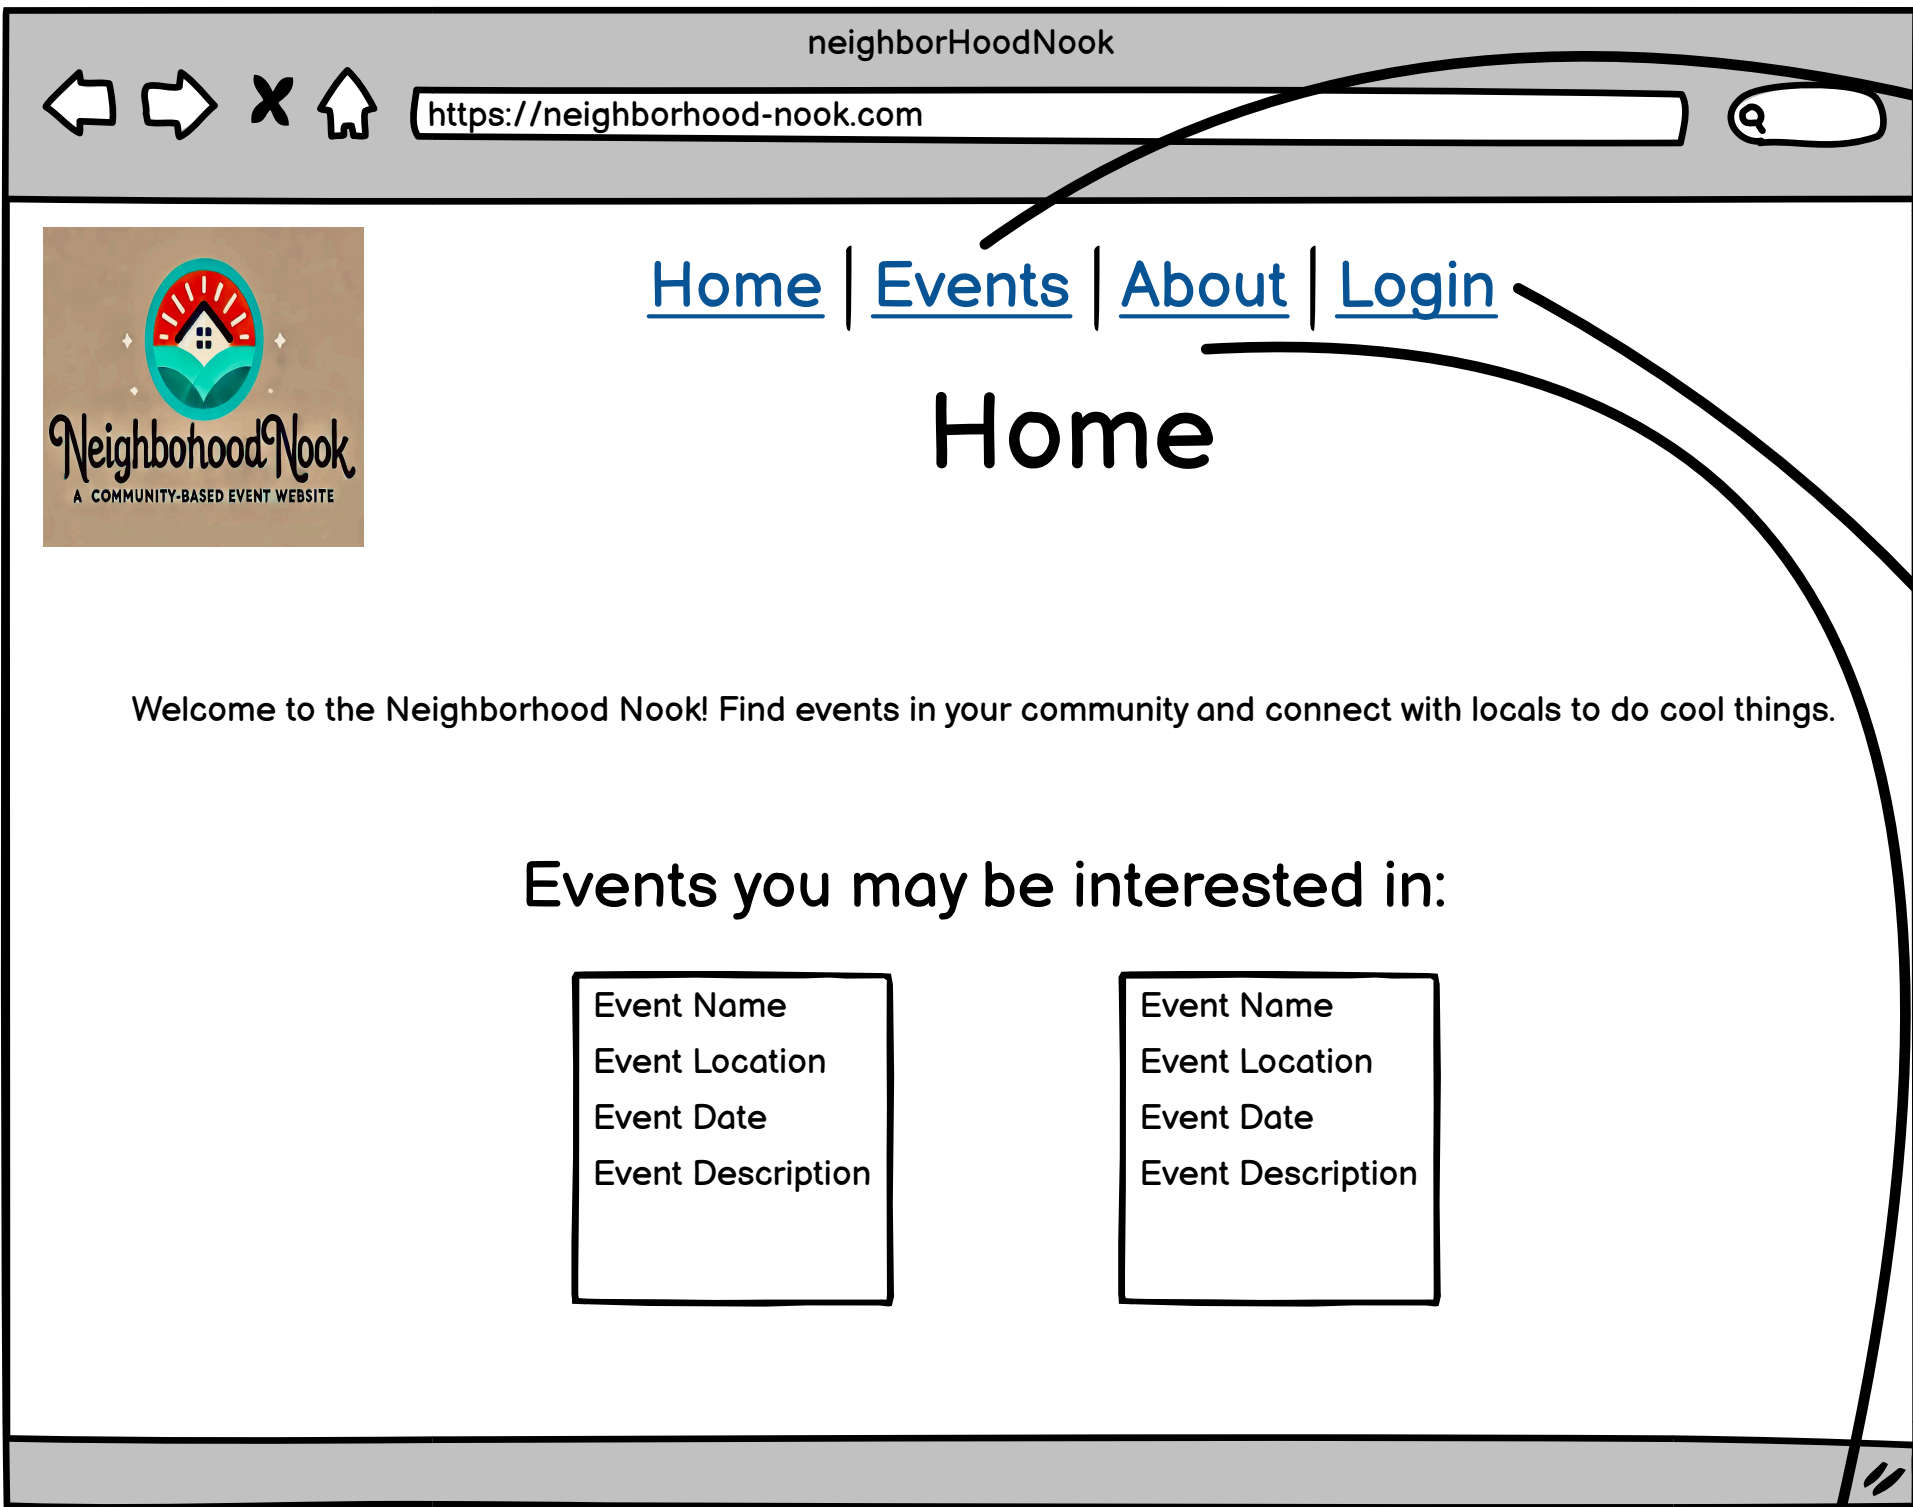 neighborHoodNook
https://neighborhood-nook.com
Home | Events | About | Login
NeighbohoodNook
A COMMUNITY-BASED EVENT WEBSITE
Home
Welcome to the Neighborhood Nook! Find events in your community and connect with locals to do cool things.
Events you may be interested in:
Event Name
Event Location
Event Date
Event Description
Event Name
Event Location
Event Date
Event Description